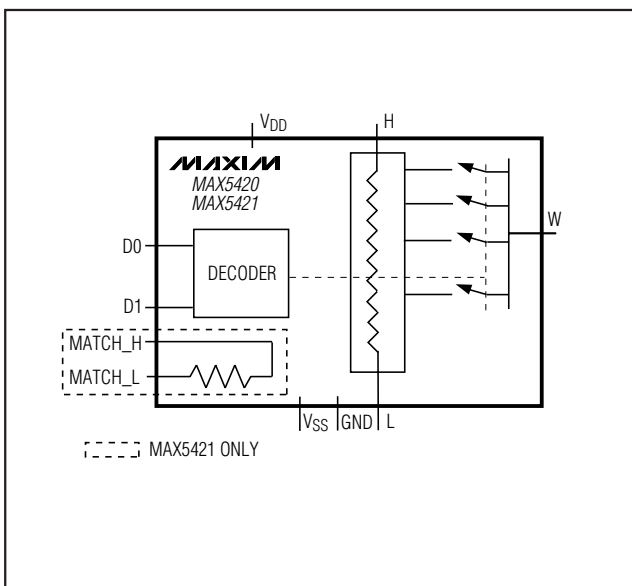 VDD
H
MAXIM
MAX5420
MAX5421
W
D0
DECODER
D1
MATCH_H
MATCH_L
VSS GND L
MAX5421 ONLY